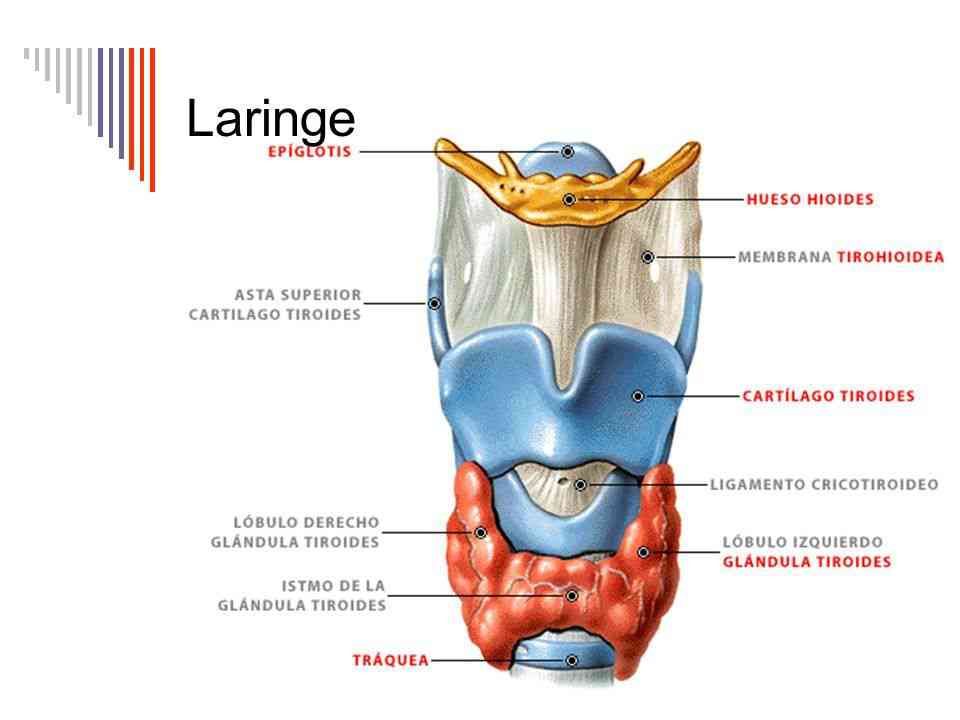 Laringe
EPÍGLOTIS
HUESO HIOIDES
MEMBRANA TIROHIOIDEA
ASTA SUPERIOR
CARTILAGO TIROIDES
CARTÍLAGO TIROIDES
LIGAMENTO CRICOTIROIDEO
LÓBULO DERECHO
GLÁNDULA TIROIDES
LÓBULO IZQUIERDO
GLÁNDULA TIROIDES
ISTMO DE LA
GLÁNDULA TIROIDES
TRÁQUEA